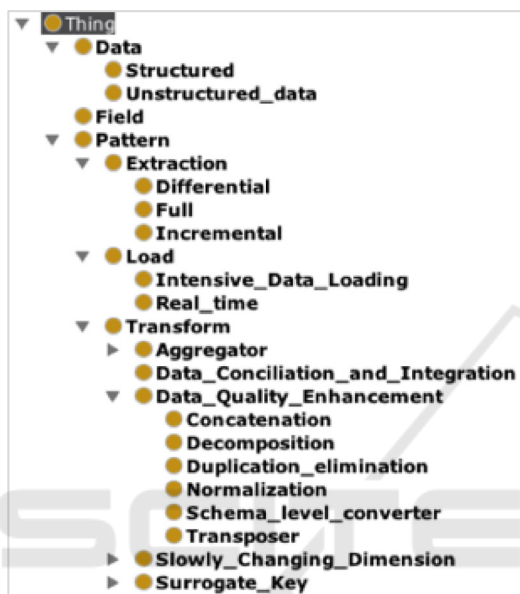 Thing
Data
Structured
Unstructured_data
Field
Pattern
Extraction
Differential
Full
Incremental
Load
Intensive_Data_Loading
Real_time
Transform
Aggregator
Data_Conciliation_and_Integration
Data_Quality_Enhancement
Concatenation
Decomposition
Duplication_elimination
Normalization
Schema_level_converter
Transposer
Slowly_Changing_Dimension
Surrogate_Key